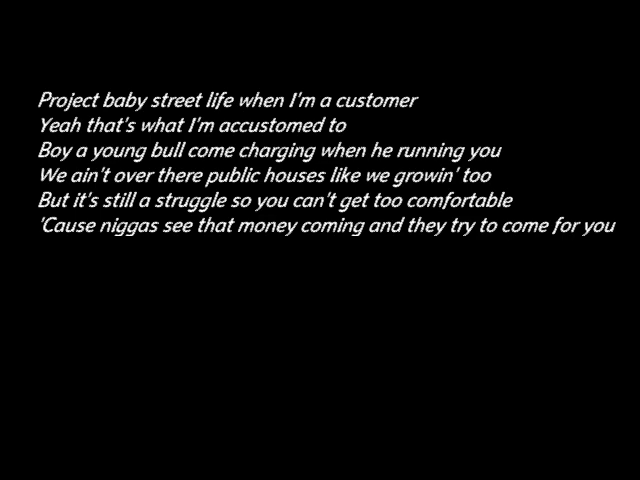 Project baby street life when I'm a customer
Yeah that's what I'm accustomed to
Boy a young bull come charging when he running you
We ain't over there public houses like we growin' too
But it's still a struggle so you can't get too comfortable
'Cause niggas see that money coming and they try to come for you